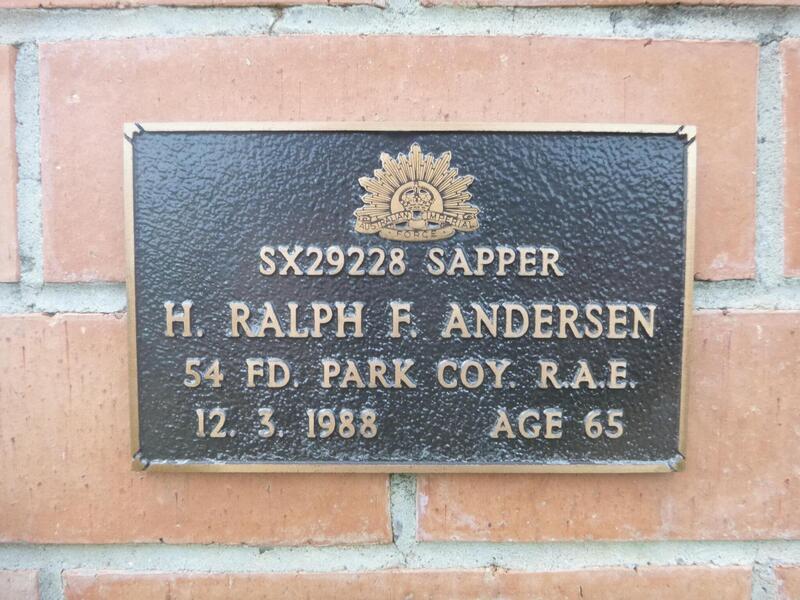 AUSTRALIAN IMPERIAL
FORCE
SX29228 SAPPER
H. RALPH F. ANDERSEN
54 FD. PARK COY. R.A.E.
12. 3. 1988 AGE 65